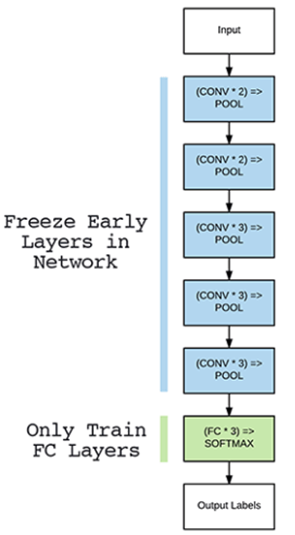 Input
(CONV * 2) =>
POOL
(CONV * 2) =>
POOL
(CONV * 3) =>
POOL
(CONV * 3) =>
POOL
(CONV * 3) =>
POOL
Freeze Early
Layers in
Network
(FC * 3) =>
SOFTMAX
Only Train
FC Layers
Output Labels